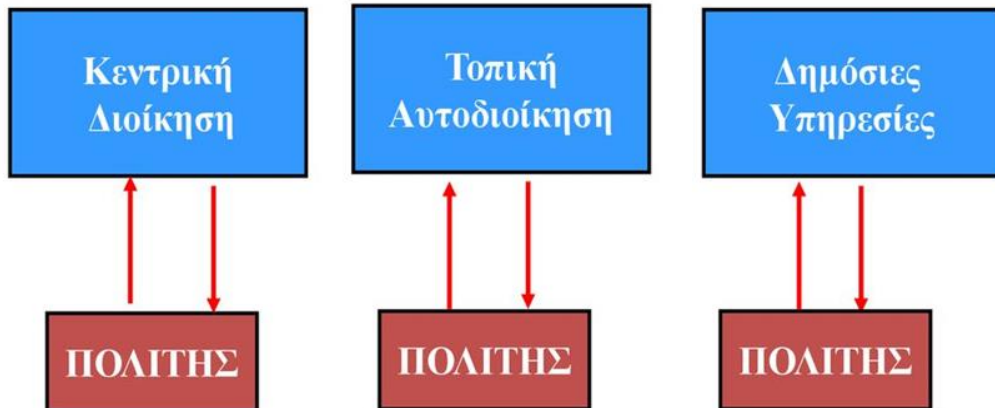 Κεντρική
Διοίκηση
Τοπική
Αυτοδιοίκηση
Δημόσιες
Υπηρεσίες
ΠΟΛΙΤΗΣ
ΠΟΛΙΤΗΣ
ΠΟΛΙΤΗΣ